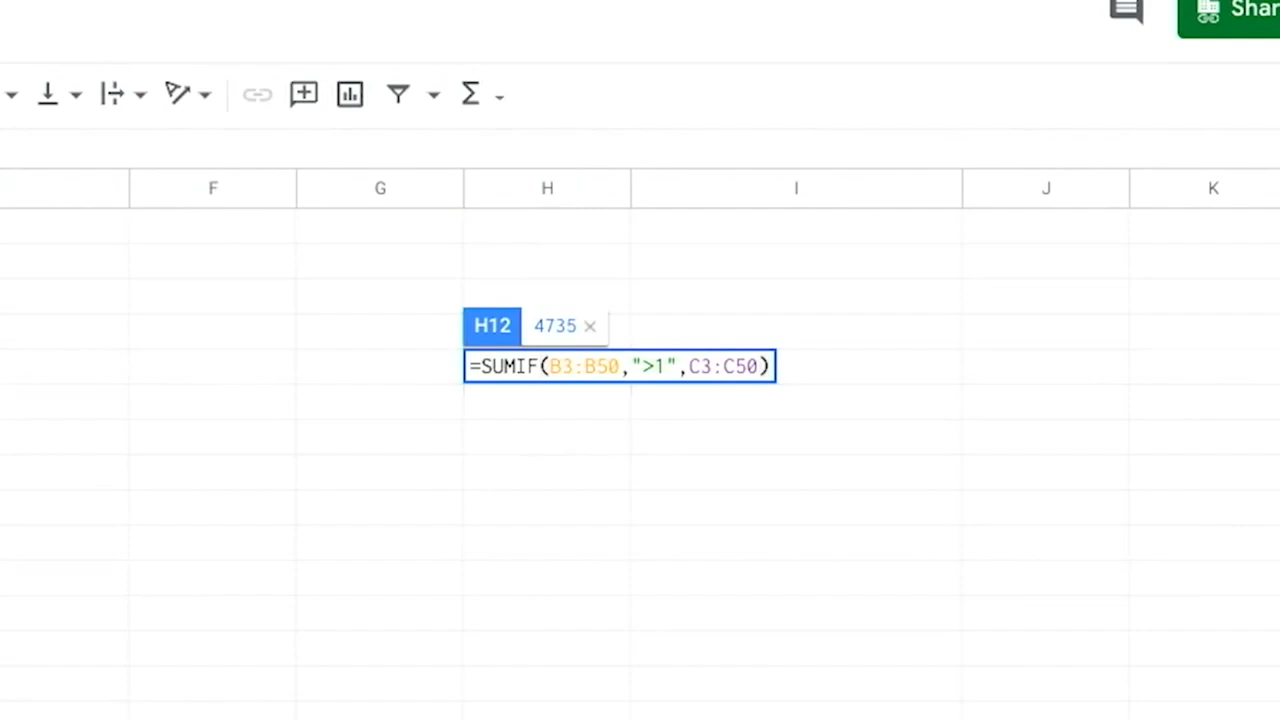 Shar
F G H I J K
H12 4735 ×
=SUMIF(B3:B50,">1",C3:C50)